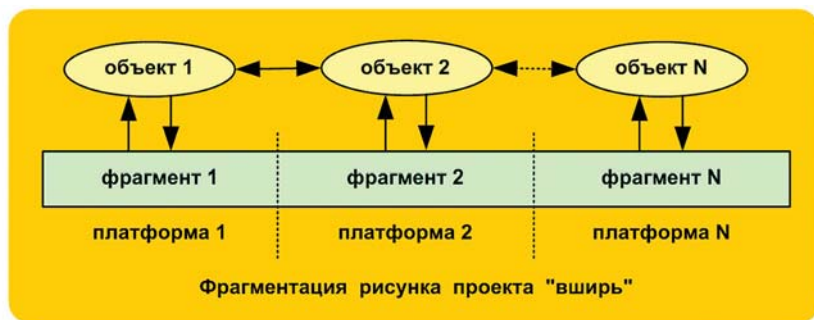 объект 1 объект 2 объект N
фрагмент 1 фрагмент 2 фрагмент N
платформа 1 платформа 2 платформа N
Фрагментация рисунка проекта "вширь"